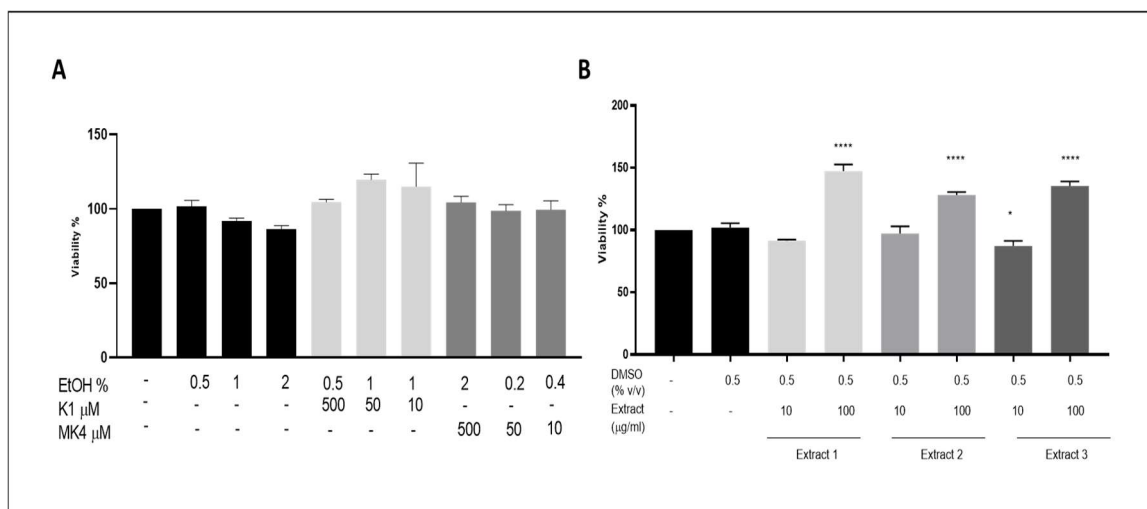 A
Viability %
150
100
50
0
EtOH % - 0.5 1 2 0.5 1 1 2 0.2 0.4
K1 µM - - - - 500 50 10 - - -
MK4 µM - - - - - - - 500 50 10
B
Viability %
200
150
100
50
0
**** **** * ****
DMSO
(% v/v) - 0.5 0.5 0.5 0.5 0.5 0.5 0.5
Extract
(µg/ml) - - 10 100 10 100 10 100
Extract 1 Extract 2 Extract 3